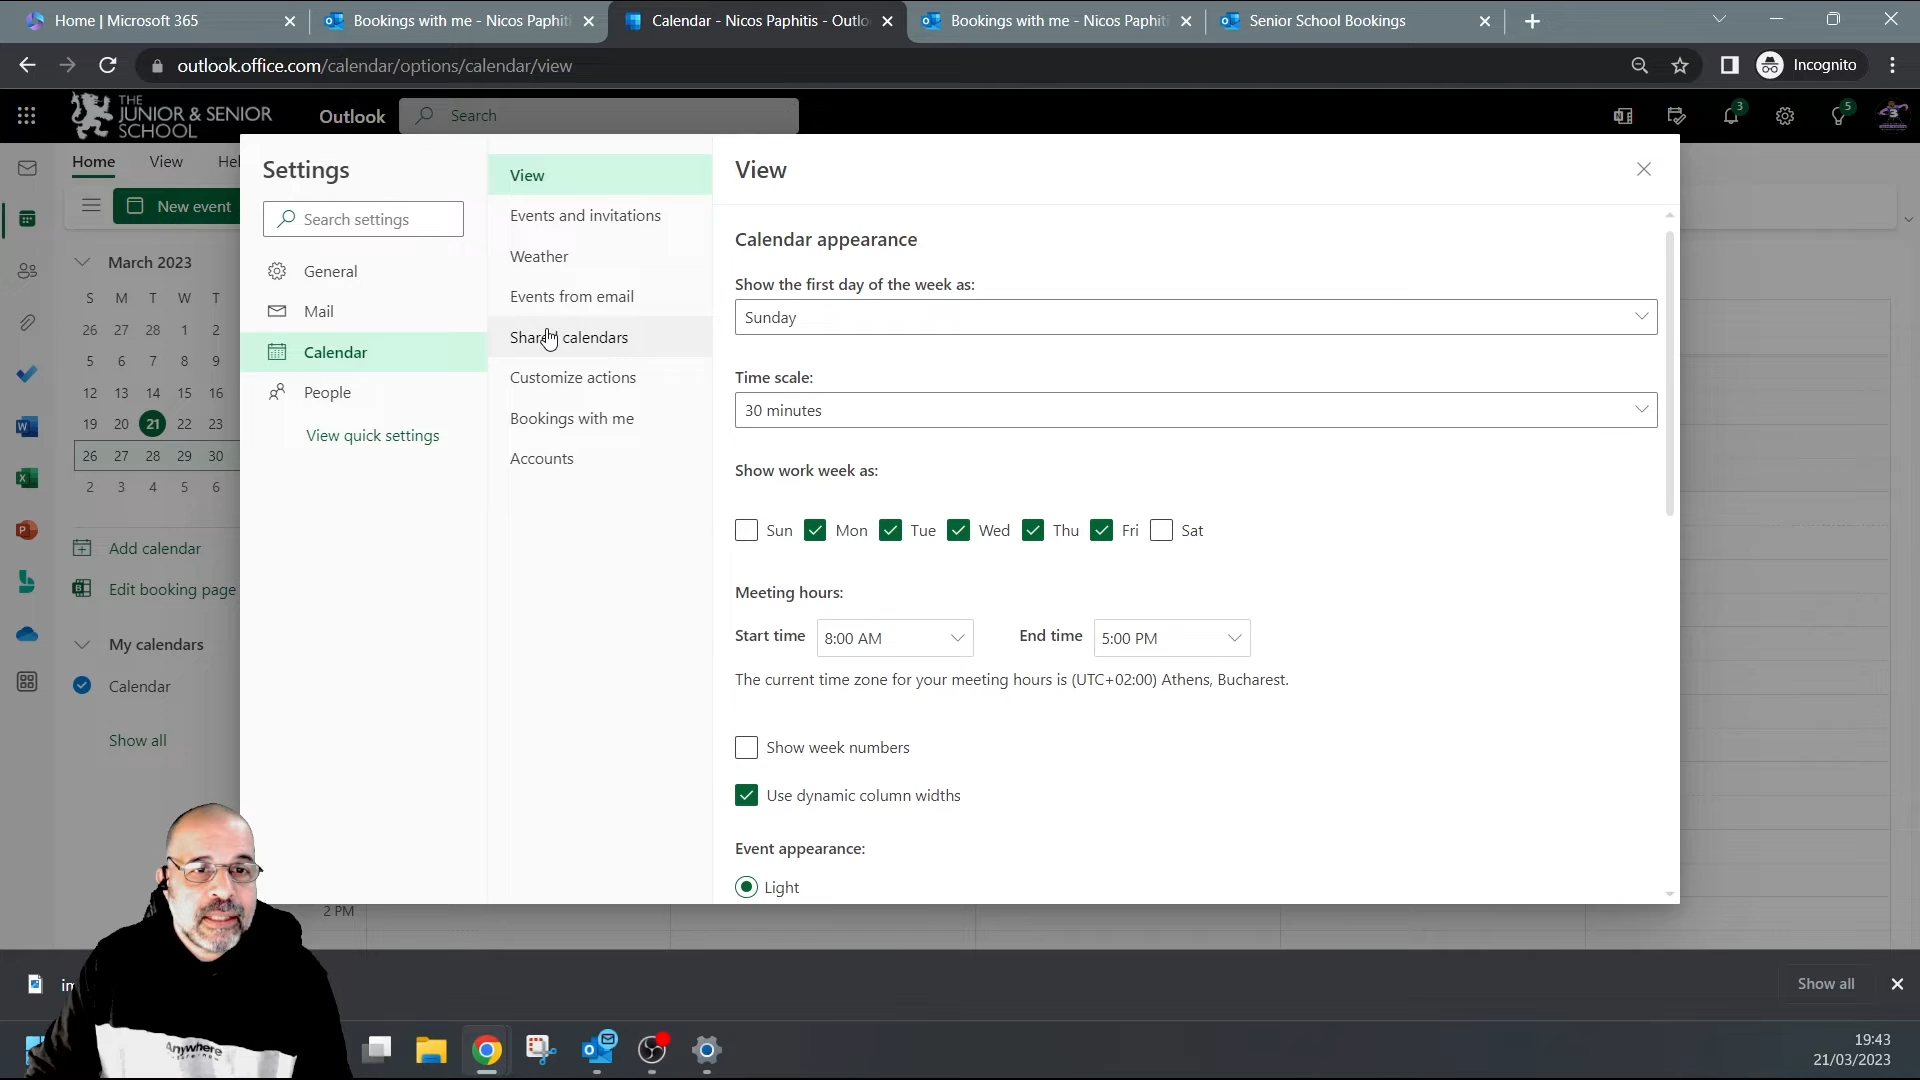 Home | Microsoft 365
Bookings with me - Nicos Paphiti
Calendar - Nicos Paphitis - Outlo
Bookings with me - Nicos Paphiti
Senior School Bookings
outlook.office.com/calendar/options/calendar/view
Incognito
THE
JUNIOR & SENIOR
SCHOOL
Outlook
Search
3
5
Home
View
Hel
New event
March 2023
S M T W T
26 27 28 1 2
5 6 7 8 9
12 13 14 15 16
19 20 21 22 23
26 27 28 29 30
2 3 4 5 6
Add calendar
Edit booking page
My calendars
Calendar
Show all
Settings
Search settings
General
Mail
Calendar
People
View quick settings
View
Events and invitations
Weather
Events from email
Shared calendars
Customize actions
Bookings with me
Accounts
View
Calendar appearance
Show the first day of the week as:
Sunday
Time scale:
30 minutes
Show work week as:
Sun Mon Tue Wed Thu Fri Sat
Meeting hours:
Start time 8:00 AM End time 5:00 PM
The current time zone for your meeting hours is (UTC+02:00) Athens, Bucharest.
Show week numbers
Use dynamic column widths
Event appearance:
Light
2 PM
Anywhere
Show all
19:43
21/03/2023